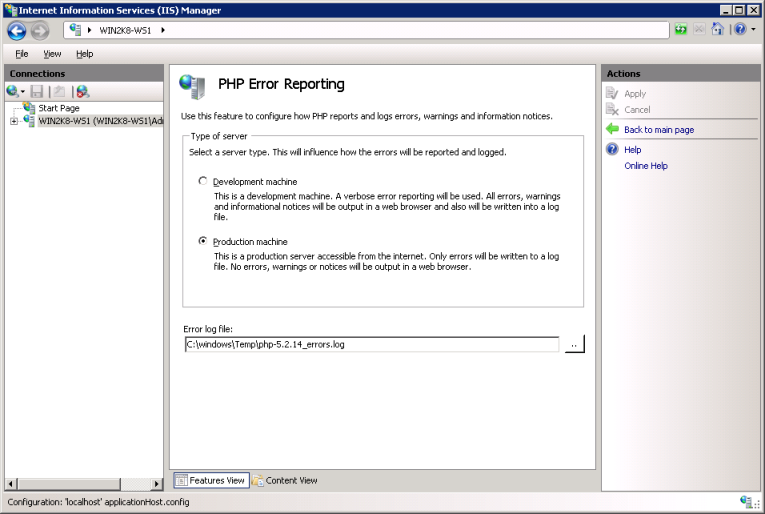 Internet Information Services (IIS) Manager
WIN2K8-WS1
File View Help
Connections
Start Page
WIN2K8-WS1 (WIN2K8-WS1\Adı
PHP Error Reporting
Use this feature to configure how PHP reports and logs errors, warnings and information notices.
Type of server
Select a server type. This will influence how the errors will be reported and logged.
Development machine
This is a development machine. A verbose error reporting will be used. All errors, warnings
and informational notices will be output in a web browser and also will be written into a log
file.
Production machine
This is a production server accessible from the internet. Only errors will be written to a log
file. No errors, warnings or notices will be output in a web browser.
Error log file:
C:\windows\Temp\php-5.2.14_errors.log
..
Actions
Apply
Cancel
Back to main page
Help
Online Help
Features View Content View
Configuration: 'localhost' applicationHost.config